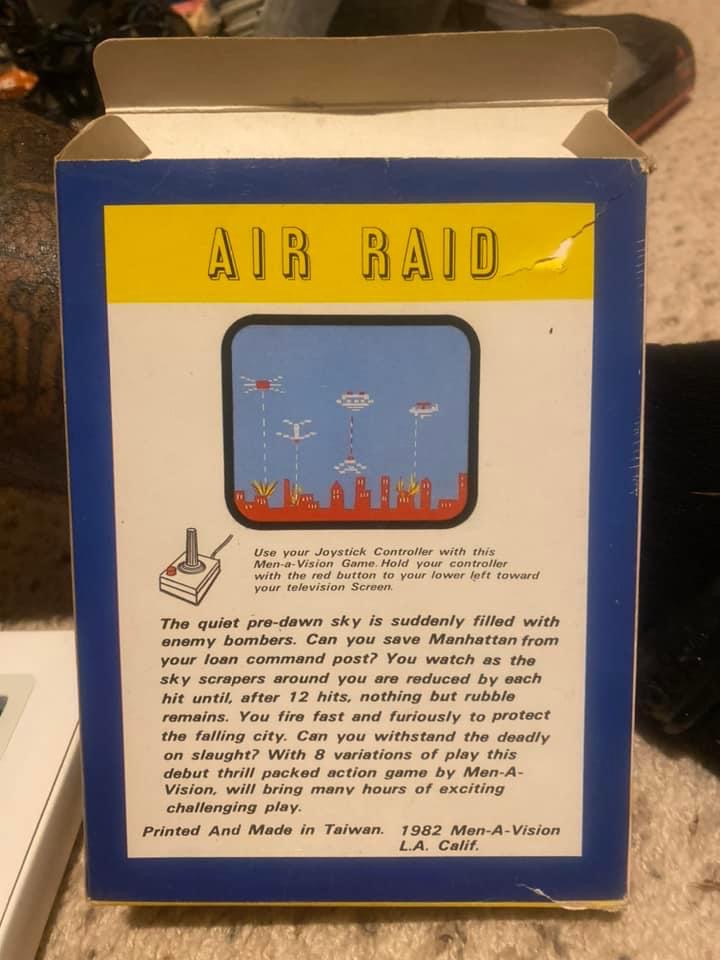 AIR RAID
Use your Joystick Controller with this
Men-a-Vision Game. Hold your controller
with the red button to your lower left toward
your television Screen.
The quiet pre-dawn sky is suddenly filled with
enemy bombers. Can you save Manhattan from
your loan command post? You watch as the
sky scrapers around you are reduced by each
hit until, after 12 hits, nothing but rubble
remains. You fire fast and furiously to protect
the falling city. Can you withstand the deadly
on slaught? With 8 variations of play this
debut thrill packed action game by Men-A-
Vision, will bring many hours of exciting
challenging play.
Printed And Made in Taiwan. 1982 Men-A-Vision
L.A. Calif.